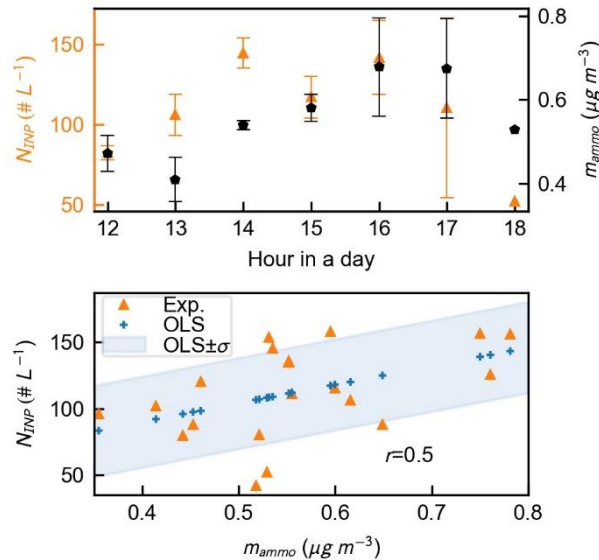 N_INP (# L⁻¹)
150
100
50
0.8
0.6
0.4
m_ammo (μg m⁻³)
12 13 14 15 16 17 18
Hour in a day
N_INP (# L⁻¹)
150
100
50
Exp.
OLS
OLS±σ
r=0.5
0.4 0.5 0.6 0.7 0.8
m_ammo (μg m⁻³)